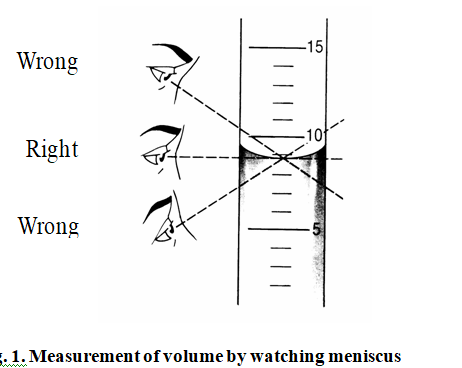 Wrong
15
10
Right
Wrong
5
. 1. Measurement of volume by watching meniscus